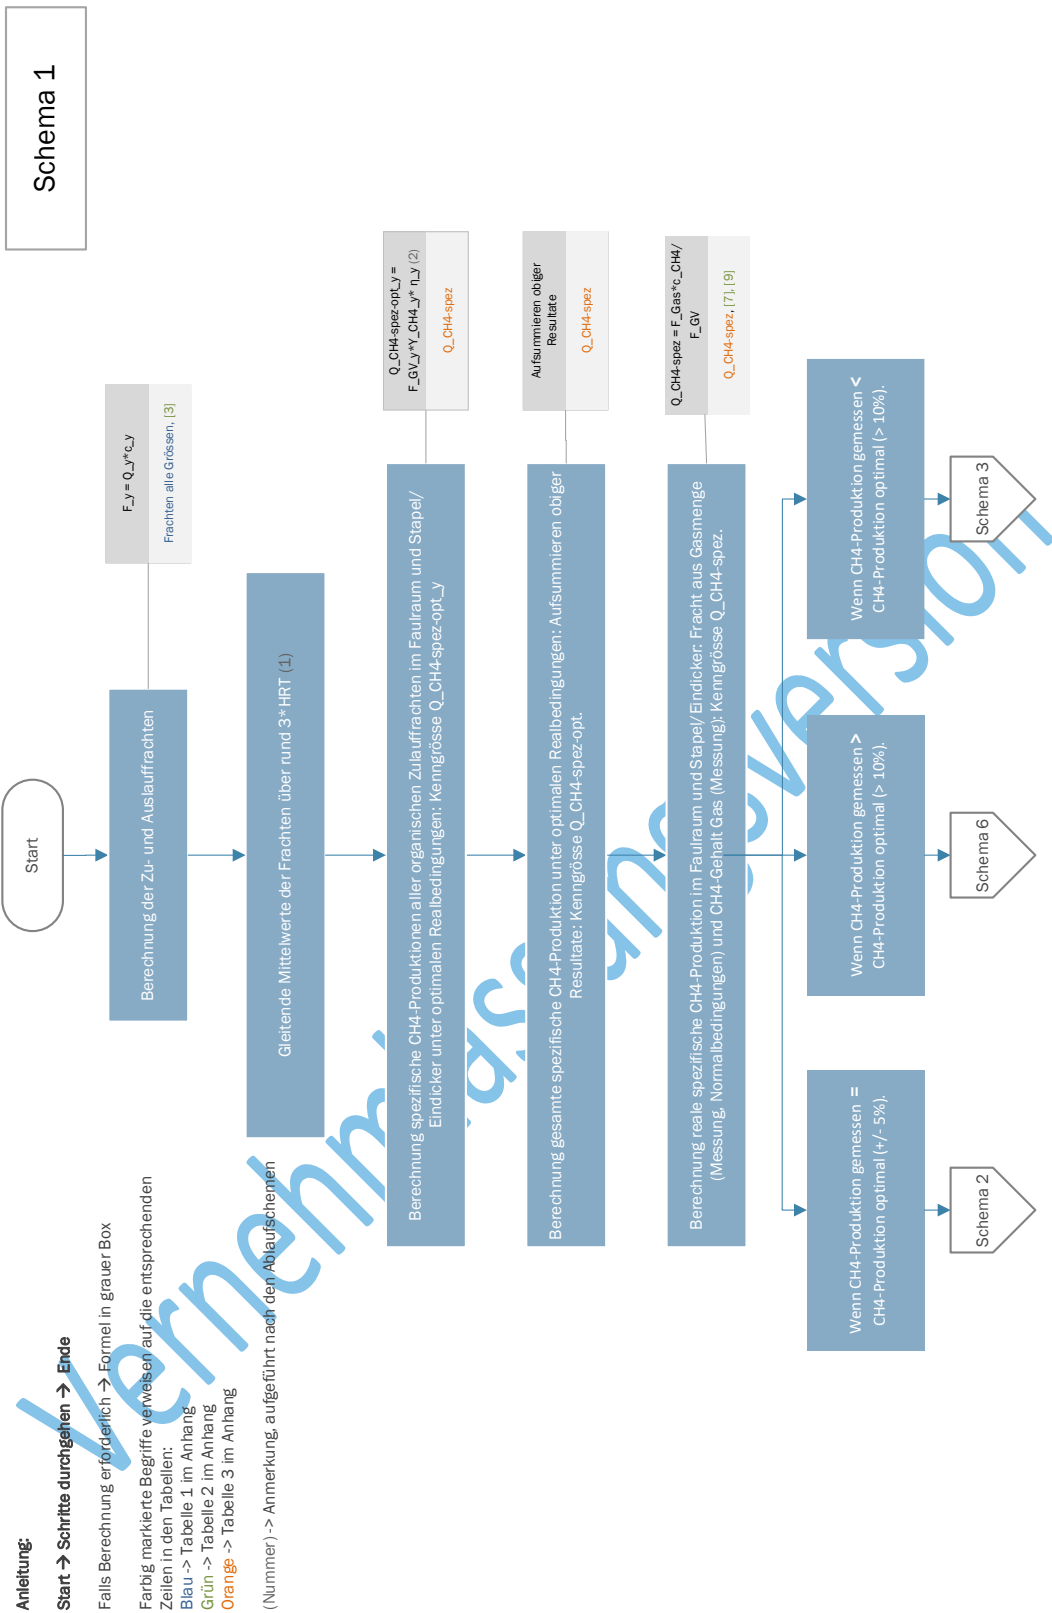 Schema 1
Anleitung:
Start → Schritte durchgehen → Ende
Falls Berechnung erforderlich → Formel in grauer Box
Farbig markierte Begriffe verweisen auf die entsprechenden
Zeilen in den Tabellen:
Blau -> Tabelle 1 im Anhang
Grün -> Tabelle 2 im Anhang
Orange -> Tabelle 3 im Anhang
(Nummer) -> Anmerkung, aufgeführt nach den Ablaufschemen
Start
Berechnung der Zu- und Auslauffrachten
F_y = Q_y*c_y
Frachten alle Grössen, [3]
Gleitende Mittelwerte der Frachten über rund 3*HRT (1)
Berechnung spezifische CH4-Produktionen aller organischen Zulauffrachten im Faulraum und Stapel/
Eindicker unter optimalen Realbedingungen: Kenngrösse Q_CH4-spez-opt_y
Q_CH4-spez-opt_y =
F_GV_y*Y_CH4_y* η_y (2)
Q_CH4-spez
Berechnung gesamte spezifische CH4-Produktion unter optimalen Realbedingungen: Aufsummieren obiger
Resultate: Kenngrösse Q_CH4-spez-opt.
Aufsummieren obiger
Resultate
Q_CH4-spez
Berechnung reale spezifische CH4-Produktion im Faulraum und Stapel/Eindicker: Fracht aus Gasmenge
(Messung, Normalbedingungen) und CH4-Gehalt Gas (Messung): Kenngrösse Q_CH4-spez.
Q_CH4-spez = F_Gas*c_CH4/
F_GV
Q_CH4-spez, [7], [9]
Wenn CH4-Produktion gemessen =
CH4-Produktion optimal (+/- 5%).
Wenn CH4-Produktion gemessen >
CH4-Produktion optimal (> 10%).
Wenn CH4-Produktion gemessen <
CH4-Produktion optimal (> 10%).
Schema 2
Schema 6
Schema 3
Vernehmlassungsversion